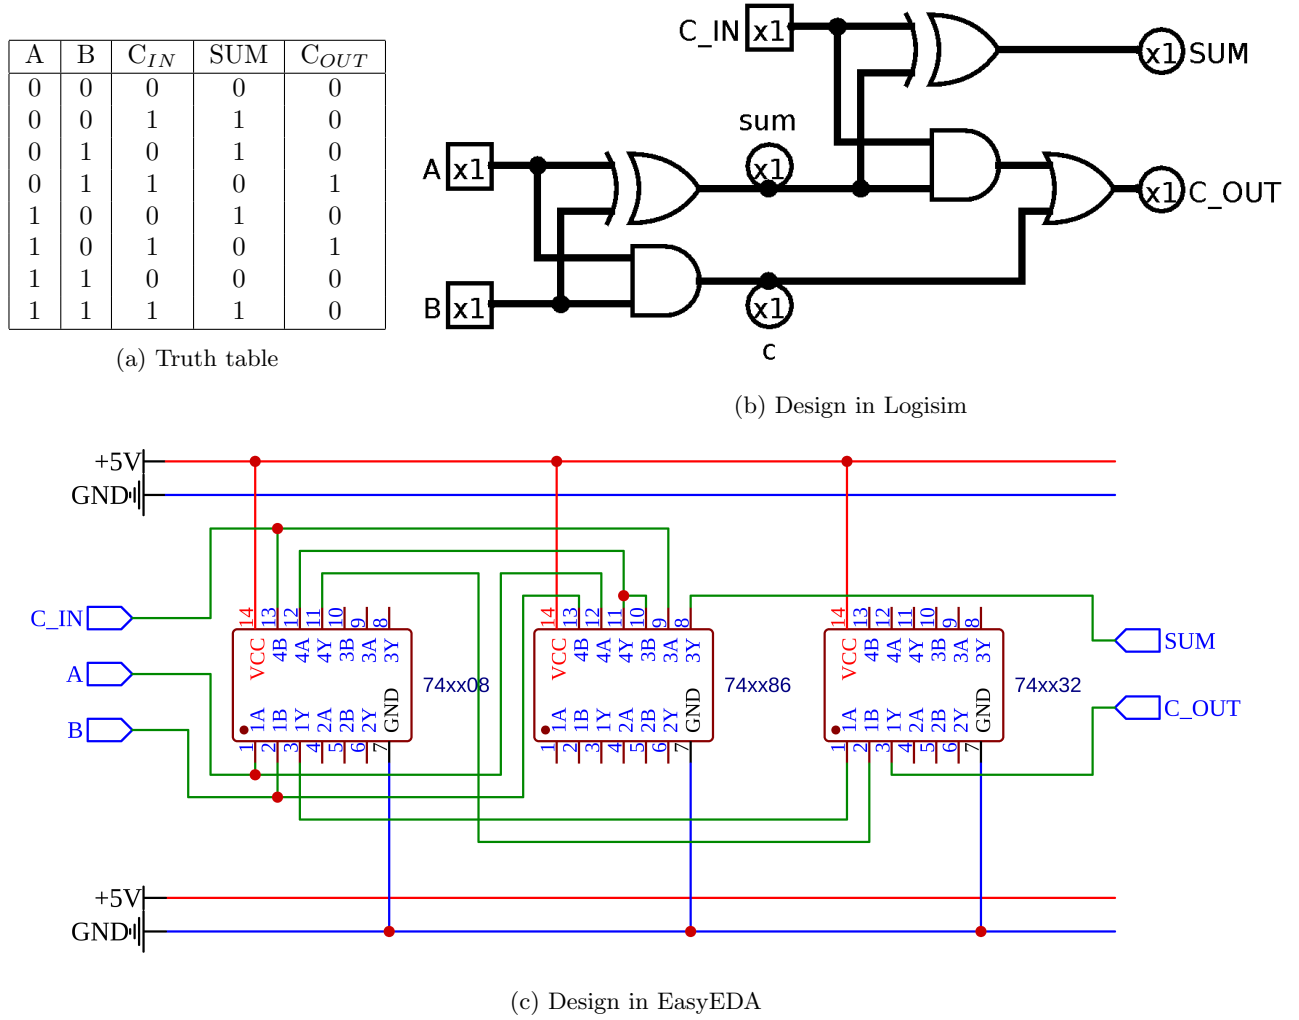 A B C_IN SUM C_OUT
0 0 0 0 0
0 0 1 1 0
0 1 0 1 0
0 1 1 0 1
1 0 0 1 0
1 0 1 0 1
1 1 0 0 0
1 1 1 1 0
(a) Truth table
C_IN x1
x1 SUM
sum
x1
A x1
x1 C_OUT
B x1
x1
c
(b) Design in Logisim
+5V
GND
C_IN
A
B
14 13 12 11 10 9 8
VCC 4B 4A 4Y 3B 3A 3Y
74xx08
1A 1B 1Y 2A 2B 2Y GND
1 2 3 4 5 6 7
14 13 12 11 10 9 8
VCC 4B 4A 4Y 3B 3A 3Y
74xx86
1A 1B 1Y 2A 2B 2Y GND
1 2 3 4 5 6 7
14 13 12 11 10 9 8
VCC 4B 4A 4Y 3B 3A 3Y
74xx32
1A 1B 1Y 2A 2B 2Y GND
1 2 3 4 5 6 7
SUM
C_OUT
+5V
GND
(c) Design in EasyEDA